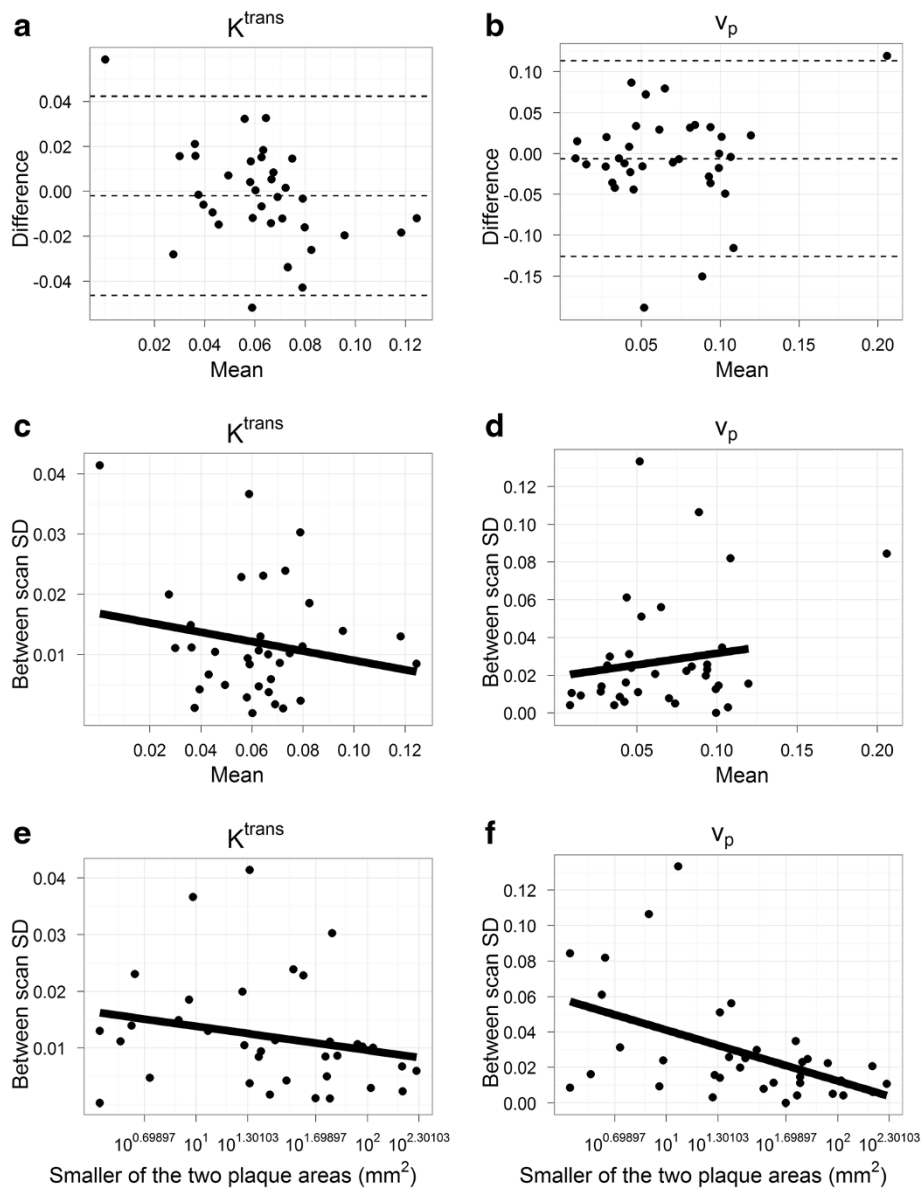 a
K^trans
Difference
0.04
0.02
0.00
-0.02
-0.04
0.02 0.04 0.06 0.08 0.10 0.12
Mean
b
v_p
Difference
0.10
0.05
0.00
-0.05
-0.10
-0.15
0.05 0.10 0.15 0.20
Mean
c
K^trans
Between scan SD
0.04
0.03
0.02
0.01
0.02 0.04 0.06 0.08 0.10 0.12
Mean
d
v_p
Between scan SD
0.12
0.10
0.08
0.06
0.04
0.02
0.00
0.05 0.10 0.15 0.20
Mean
e
K^trans
Between scan SD
0.04
0.03
0.02
0.01
10^0.69897 10^1 10^1.30103 10^1.69897 10^2 10^2.30103
Smaller of the two plaque areas (mm^2)
f
v_p
Between scan SD
0.12
0.10
0.08
0.06
0.04
0.02
0.00
10^0.69897 10^1 10^1.30103 10^1.69897 10^2 10^2.30103
Smaller of the two plaque areas (mm^2)